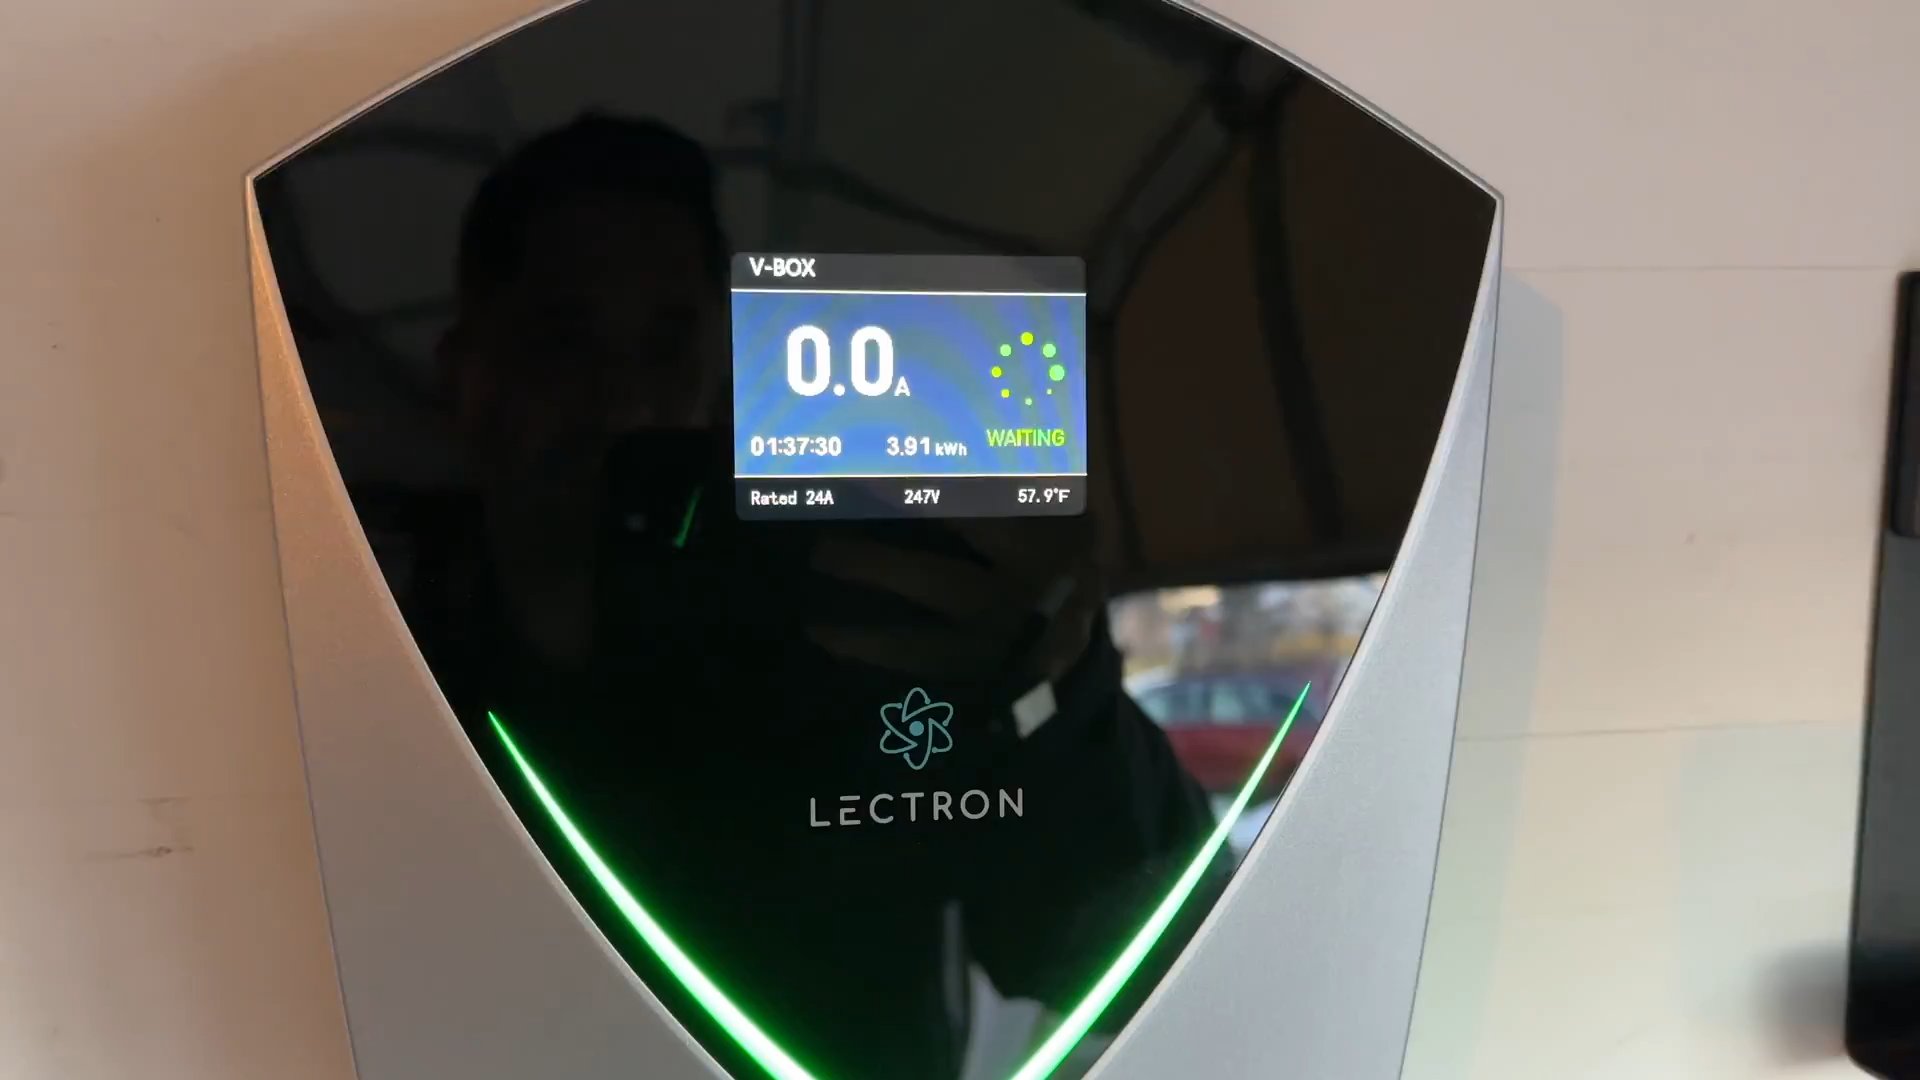 V-BOX
0.0A
01:37:30 3.91 kWh WAITING
Rated 24A 247V 57.9°F
LECTRON